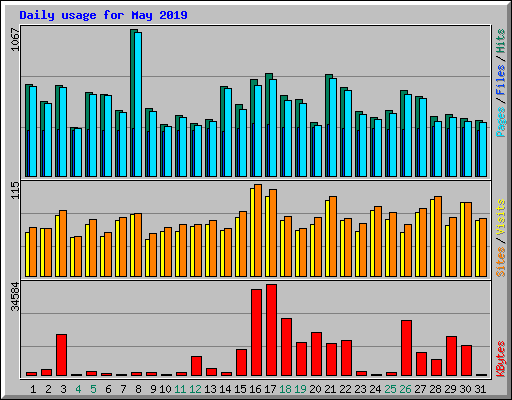 Daily usage for May 2019
1067
Pages / Files / Hits
115
Sites / Visits
34584
KBytes
1 2 3 4 5 6 7 8 9 10 11 12 13 14 15 16 17 18 19 20 21 22 23 24 25 26 27 28 29 30 31